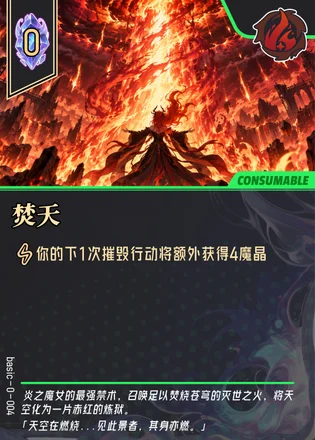 0
CONSUMABLE
焚天
你的下1次摧毁行动将额外获得4魔晶
basic-0-004
炎之魔女的最强禁术，召唤足以焚烧苍穹的灭世之火，将天
空化为一片赤红的炼狱。
「天空在燃烧...见此景者，其身亦燃。」